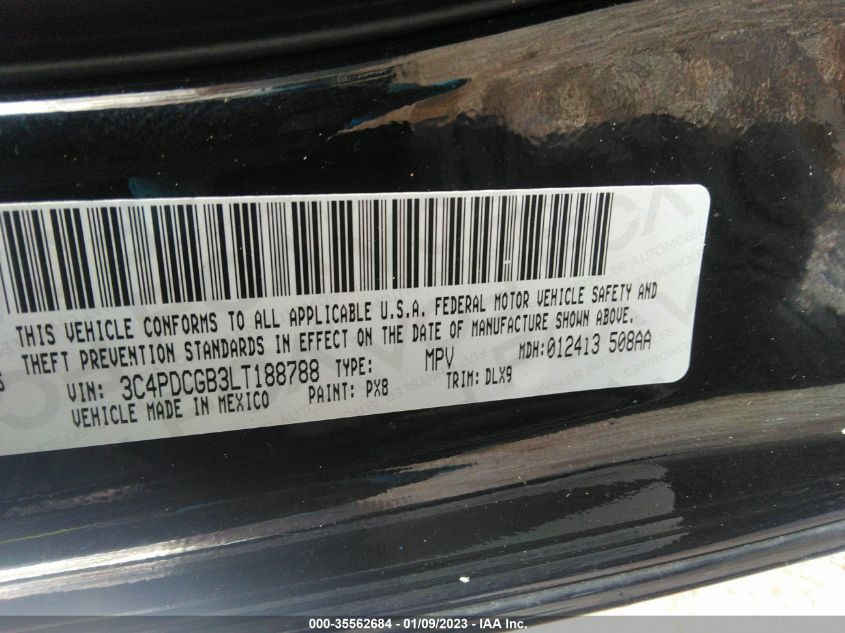 THIS VEHICLE CONFORMS TO ALL APPLICABLE U.S.A. FEDERAL MOTOR VEHICLE SAFETY AND
THEFT PREVENTION STANDARDS IN EFFECT ON THE DATE OF MANUFACTURE SHOWN ABOVE.
VIN: 3C4PDCGB3LT188788 TYPE: MPV MDH:012413 508AA
VEHICLE MADE IN MEXICO PAINT: PX8 TRIM: DLX9
000-35562684 / 01/09/2023 - © IAA Inc.